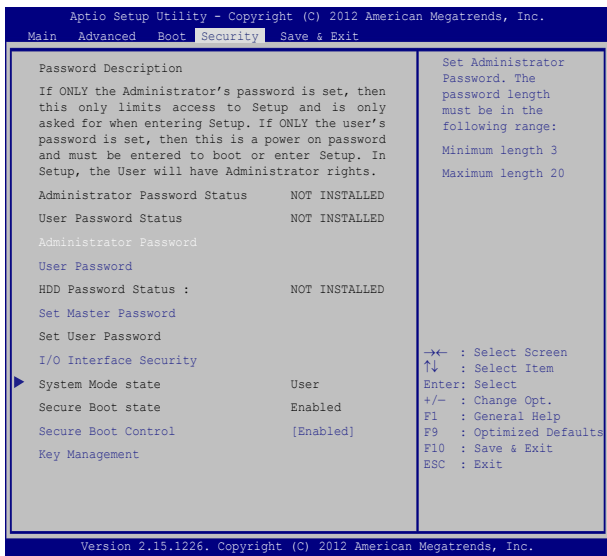 Aptio Setup Utility - Copyright (C) 2012 American Megatrends, Inc.
Main Advanced Boot Security Save & Exit
Password Description
If ONLY the Administrator's password is set, then
this only limits access to Setup and is only
asked for when entering Setup. If ONLY the user's
password is set, then this is a power on password
and must be entered to boot or enter Setup. In
Setup, the User will have Administrator rights.
Administrator Password Status NOT INSTALLED
User Password Status NOT INSTALLED
Administrator Password
User Password
HDD Password Status : NOT INSTALLED
Set Master Password
Set User Password
I/O Interface Security
System Mode state User
Secure Boot state Enabled
Secure Boot Control [Enabled]
Key Management
Set Administrator
Password. The
password length
must be in the
following range:
Minimum length 3
Maximum length 20
→← : Select Screen
↑↓ : Select Item
Enter: Select
+/— : Change Opt.
F1 : General Help
F9 : Optimized Defaults
F10 : Save & Exit
ESC : Exit
Version 2.15.1226. Copyright (C) 2012 American Megatrends, Inc.